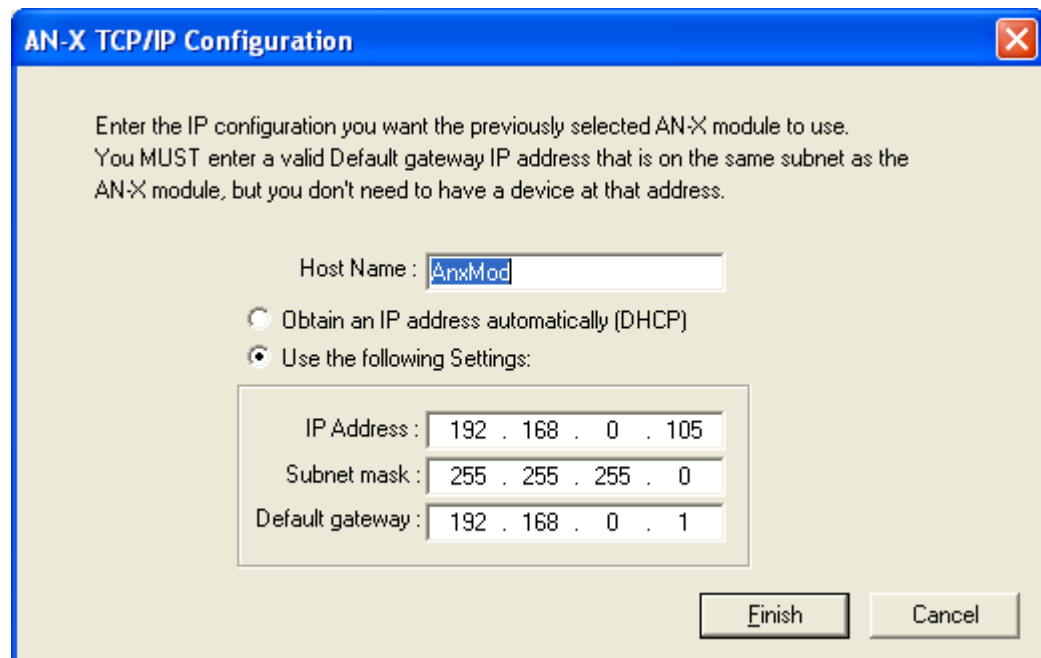 AN-X TCP/IP Configuration
Enter the IP configuration you want the previously selected AN-X module to use.
You MUST enter a valid Default gateway IP address that is on the same subnet as the
AN-X module, but you don't need to have a device at that address.
Host Name : AnxMod
Obtain an IP address automatically (DHCP)
Use the following Settings:
IP Address : 192 . 168 . 0 . 105
Subnet mask : 255 . 255 . 255 . 0
Default gateway : 192 . 168 . 0 . 1
Finish Cancel